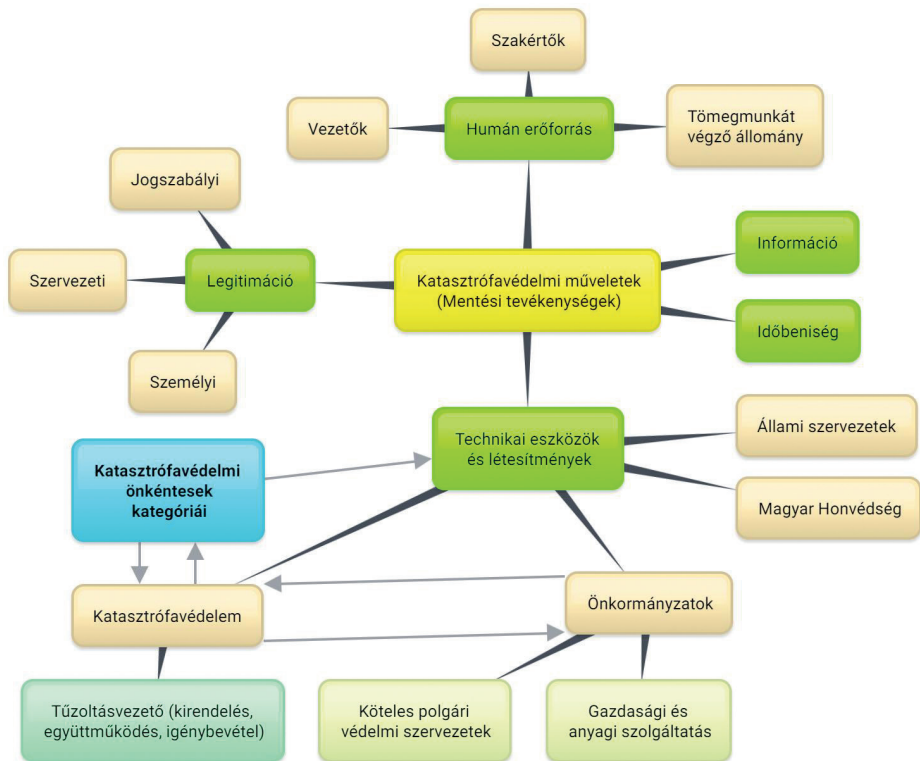 Szakértők
Vezetők
Humán erőforrás
Tömegmunkát
végző állomány
Jogszabályi
Szervezeti
Legitimáció
Személyi
Katasztrófavédelmi műveletek
(Mentési tevékenységek)
Információ
Időbeniség
Technikai eszközök
és létesítmények
Állami szervezetek
Magyar Honvédség
Katasztrófavédelmi
önkéntesek
kategóriái
Katasztrófavédelem
Önkormányzatok
Tűzoltásvezető (kirendelés,
együttműködés, igénybevétel)
Köteles polgári
védelmi szervezetek
Gazdasági és
anyagi szolgáltatás